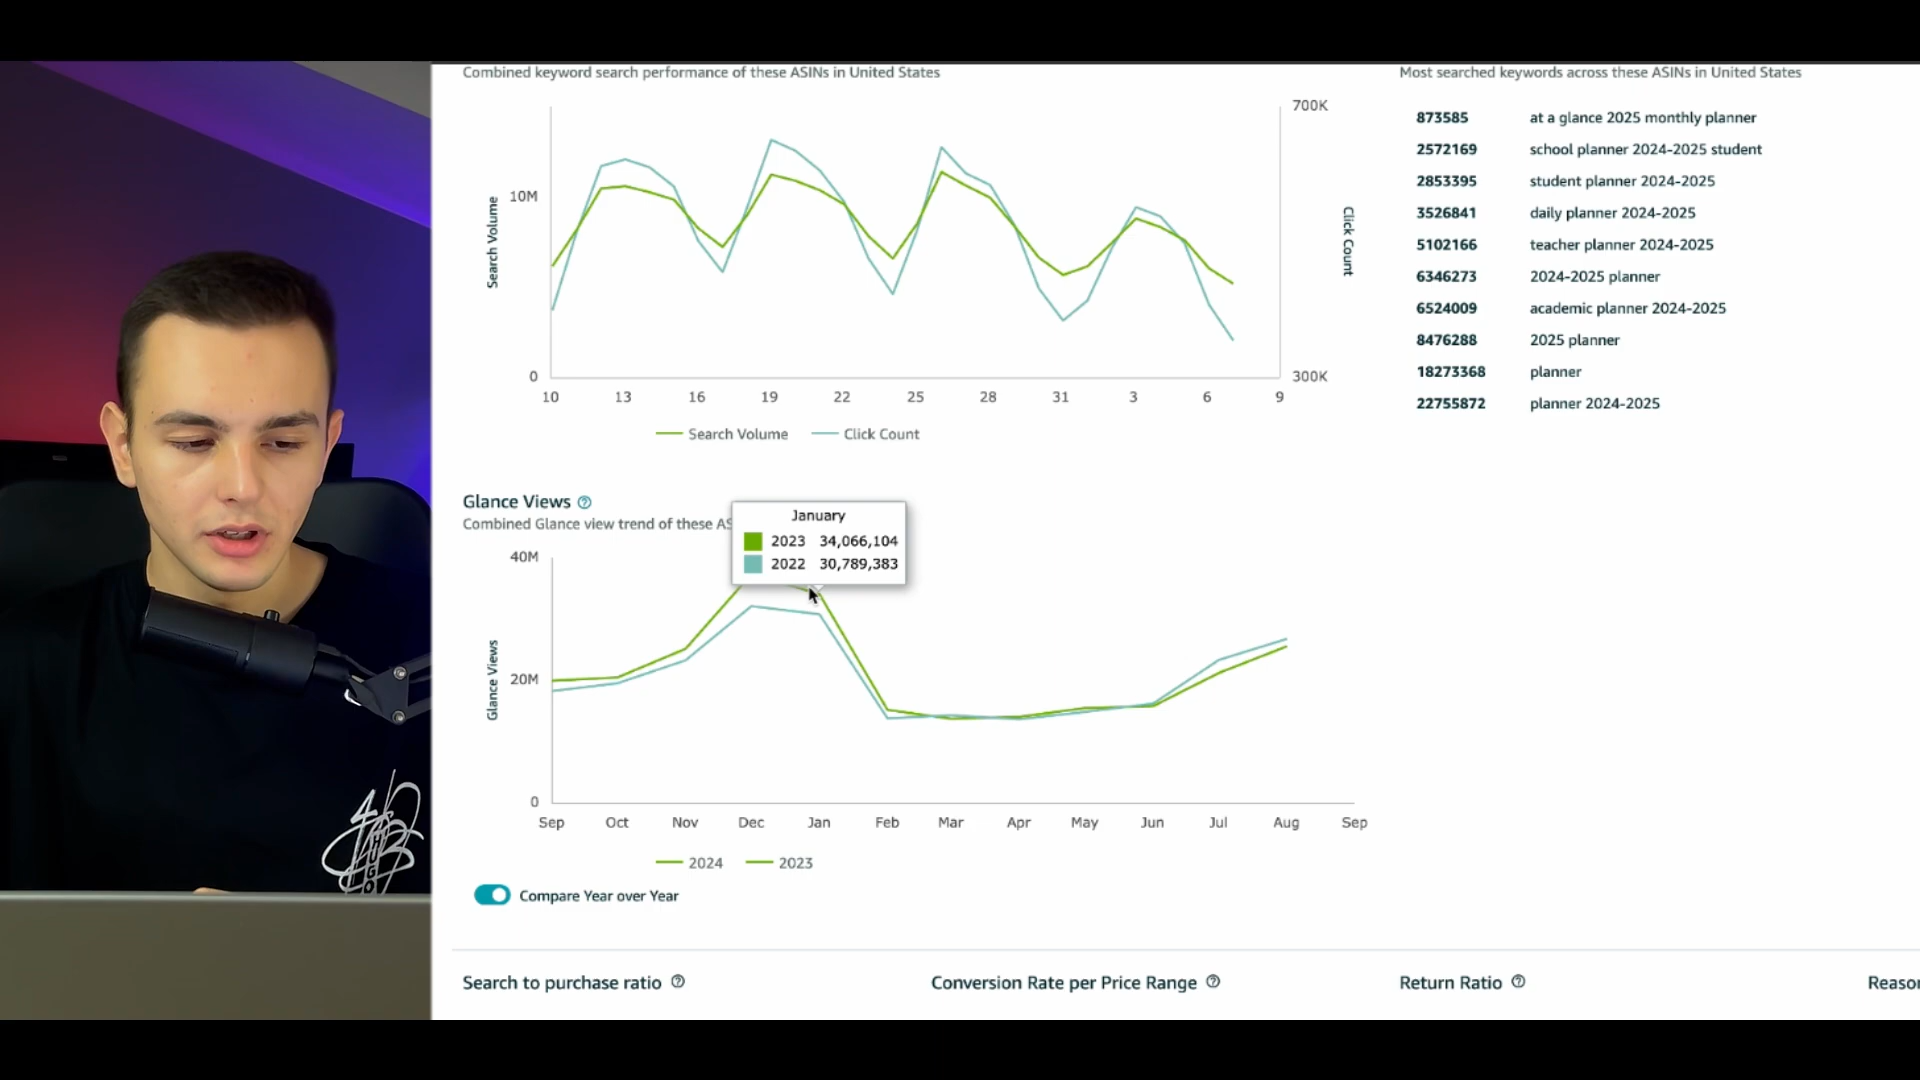 Combined keyword search performance of these ASINs in United States
Most searched keywords across these ASINs in United States
700K
10M
0
300K
Search Volume
Click Count
10 13 16 19 22 25 28 31 3 6 9
Search Volume Click Count
873585 at a glance 2025 monthly planner
2572169 school planner 2024-2025 student
2853395 student planner 2024-2025
3526841 daily planner 2024-2025
5102166 teacher planner 2024-2025
6346273 2024-2025 planner
6524009 academic planner 2024-2025
8476288 2025 planner
18273368 planner
22755872 planner 2024-2025
Glance Views
Combined Glance view trend of these AS
January
2023 34,066,104
2022 30,789,383
40M
20M
0
Glance Views
Sep Oct Nov Dec Jan Feb Mar Apr May Jun Jul Aug Sep
2024 2023
Compare Year over Year
Search to purchase ratio
Conversion Rate per Price Range
Return Ratio
Reason